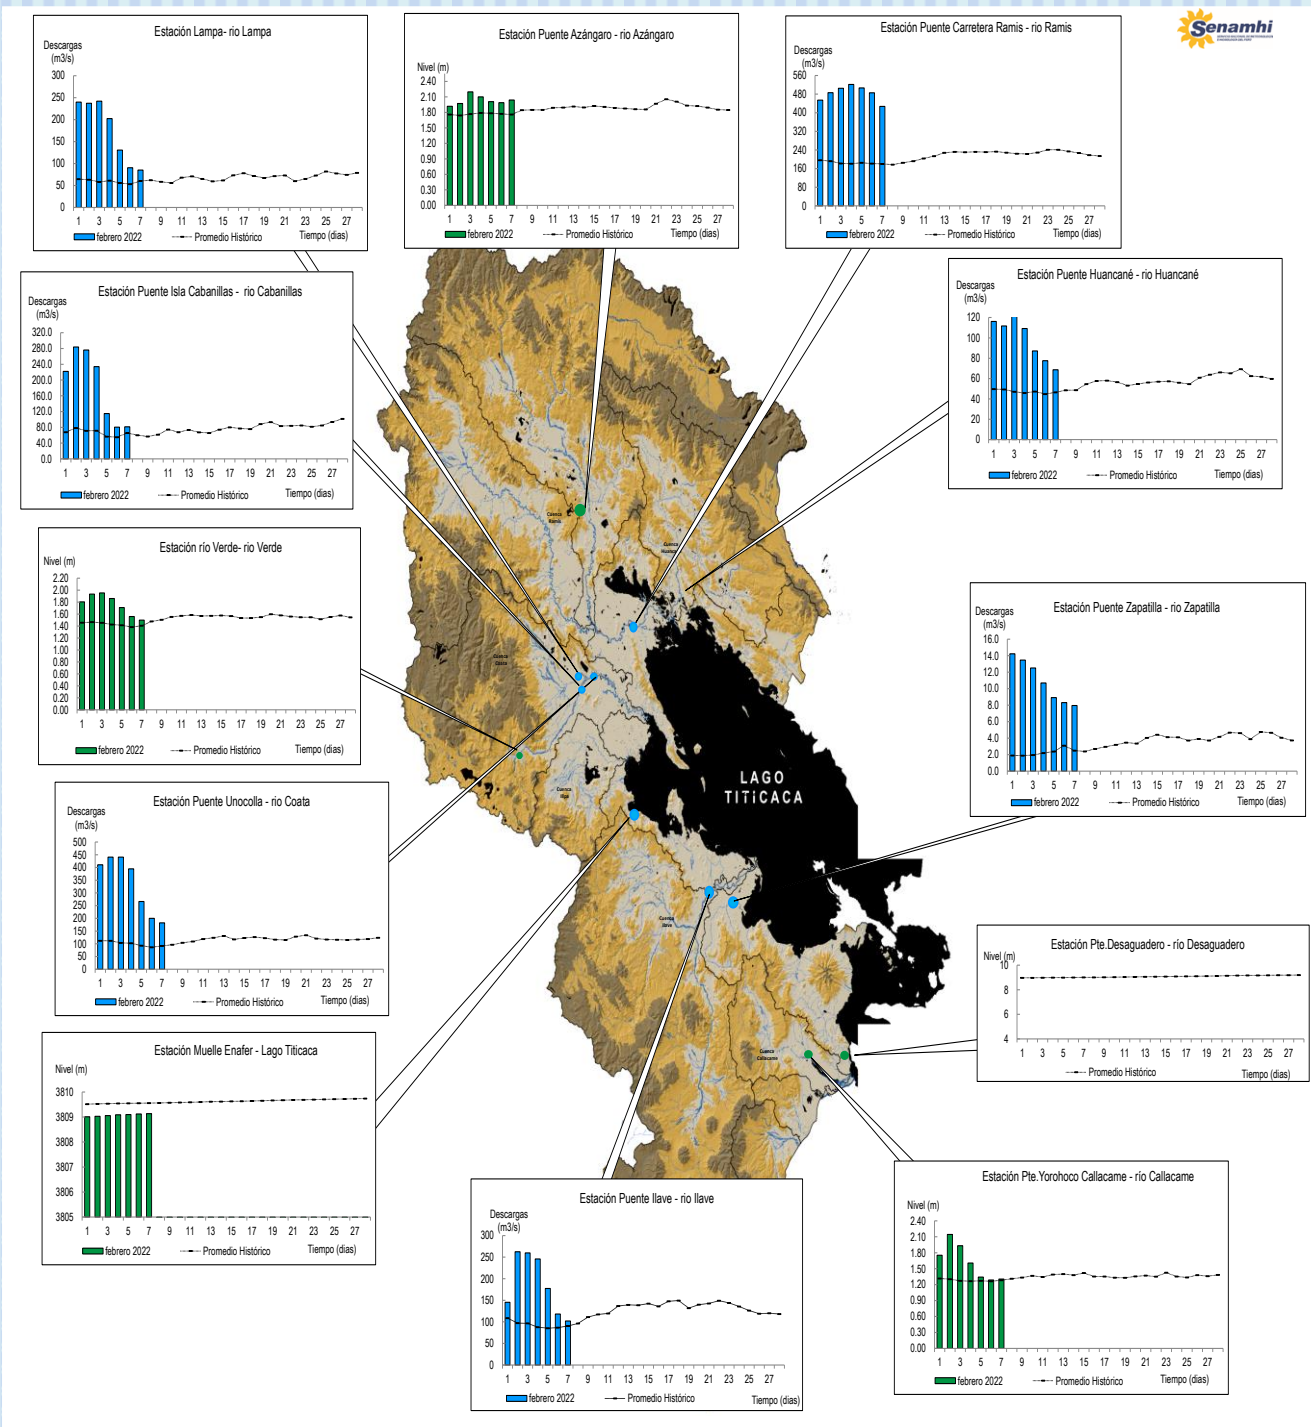 Senamhi
Estación Lampa- rio Lampa
Descargas
(m3/s)
300
250
200
150
100
50
0
1 3 5 7 9 11 13 15 17 19 21 23 25 27
febrero 2022 Promedio Histórico Tiempo (dias)
Estación Puente Azángaro - rio Azángaro
Nivel (m)
2.40
2.10
1.80
1.50
1.20
0.90
0.60
0.30
0.00
1 3 5 7 9 11 13 15 17 19 21 23 25 27
febrero 2022 Promedio Histórico Tiempo (dias)
Estación Puente Carretera Ramis - rio Ramis
Descargas
(m3/s)
560
480
400
320
240
160
80
0
1 3 5 7 9 11 13 15 17 19 21 23 25 27
febrero 2022 Promedio Histórico Tiempo (dias)
Estación Puente Isla Cabanillas - rio Cabanillas
Descargas
(m3/s)
320.0
280.0
240.0
200.0
160.0
120.0
80.0
40.0
0.0
1 3 5 7 9 11 13 15 17 19 21 23 25 27
febrero 2022 Promedio Histórico Tiempo (dias)
Estación Puente Huancané - rio Huancané
Descargas
(m3/s)
120
100
80
60
40
20
0
1 3 5 7 9 11 13 15 17 19 21 23 25 27
febrero 2022 Promedio Histórico Tiempo (dias)
Estación río Verde- rio Verde
Nivel (m)
2.20
2.00
1.80
1.60
1.40
1.20
1.00
0.80
0.60
0.40
0.20
0.00
1 3 5 7 9 11 13 15 17 19 21 23 25 27
febrero 2022 Promedio Histórico Tiempo (dias)
Estación Puente Zapatilla - rio Zapatilla
Descargas
(m3/s)
16.0
14.0
12.0
10.0
8.0
6.0
4.0
2.0
0.0
1 3 5 7 9 11 13 15 17 19 21 23 25 27
febrero 2022 Promedio Histórico Tiempo (dias)
Estación Puente Unocolla - rio Coata
Descargas
(m3/s)
500
450
400
350
300
250
200
150
100
50
0
1 3 5 7 9 11 13 15 17 19 21 23 25 27
febrero 2022 Promedio Histórico Tiempo (dias)
Cuenca
Ramis
Cuenca
Cuenca
LAGO
TITiCACA
Cuenca
Cuenca
Ilave
Cuenca
Callacame
Estación Pte.Desaguadero - río Desaguadero
Nivel (m)
10
8
6
4
1 3 5 7 9 11 13 15 17 19 21 23 25 27
Promedio Histórico Tiempo (dias)
Estación Muelle Enafer - Lago Titicaca
Nivel (m)
3810
3809
3808
3807
3806
3805
1 3 5 7 9 11 13 15 17 19 21 23 25 27
febrero 2022 Promedio Histórico Tiempo (dias)
Estación Puente Ilave - rio Ilave
Descargas
(m3/s)
300
250
200
150
100
50
0
1 3 5 7 9 11 13 15 17 19 21 23 25 27
febrero 2022 Promedio Histórico Tiempo (dias)
Estación Pte.Yorohoco Callacame - río Callacame
Nivel (m)
2.40
2.10
1.80
1.50
1.20
0.90
0.60
0.30
0.00
1 3 5 7 9 11 13 15 17 19 21 23 25 27
febrero 2022 Promedio Histórico Tiempo (dias)